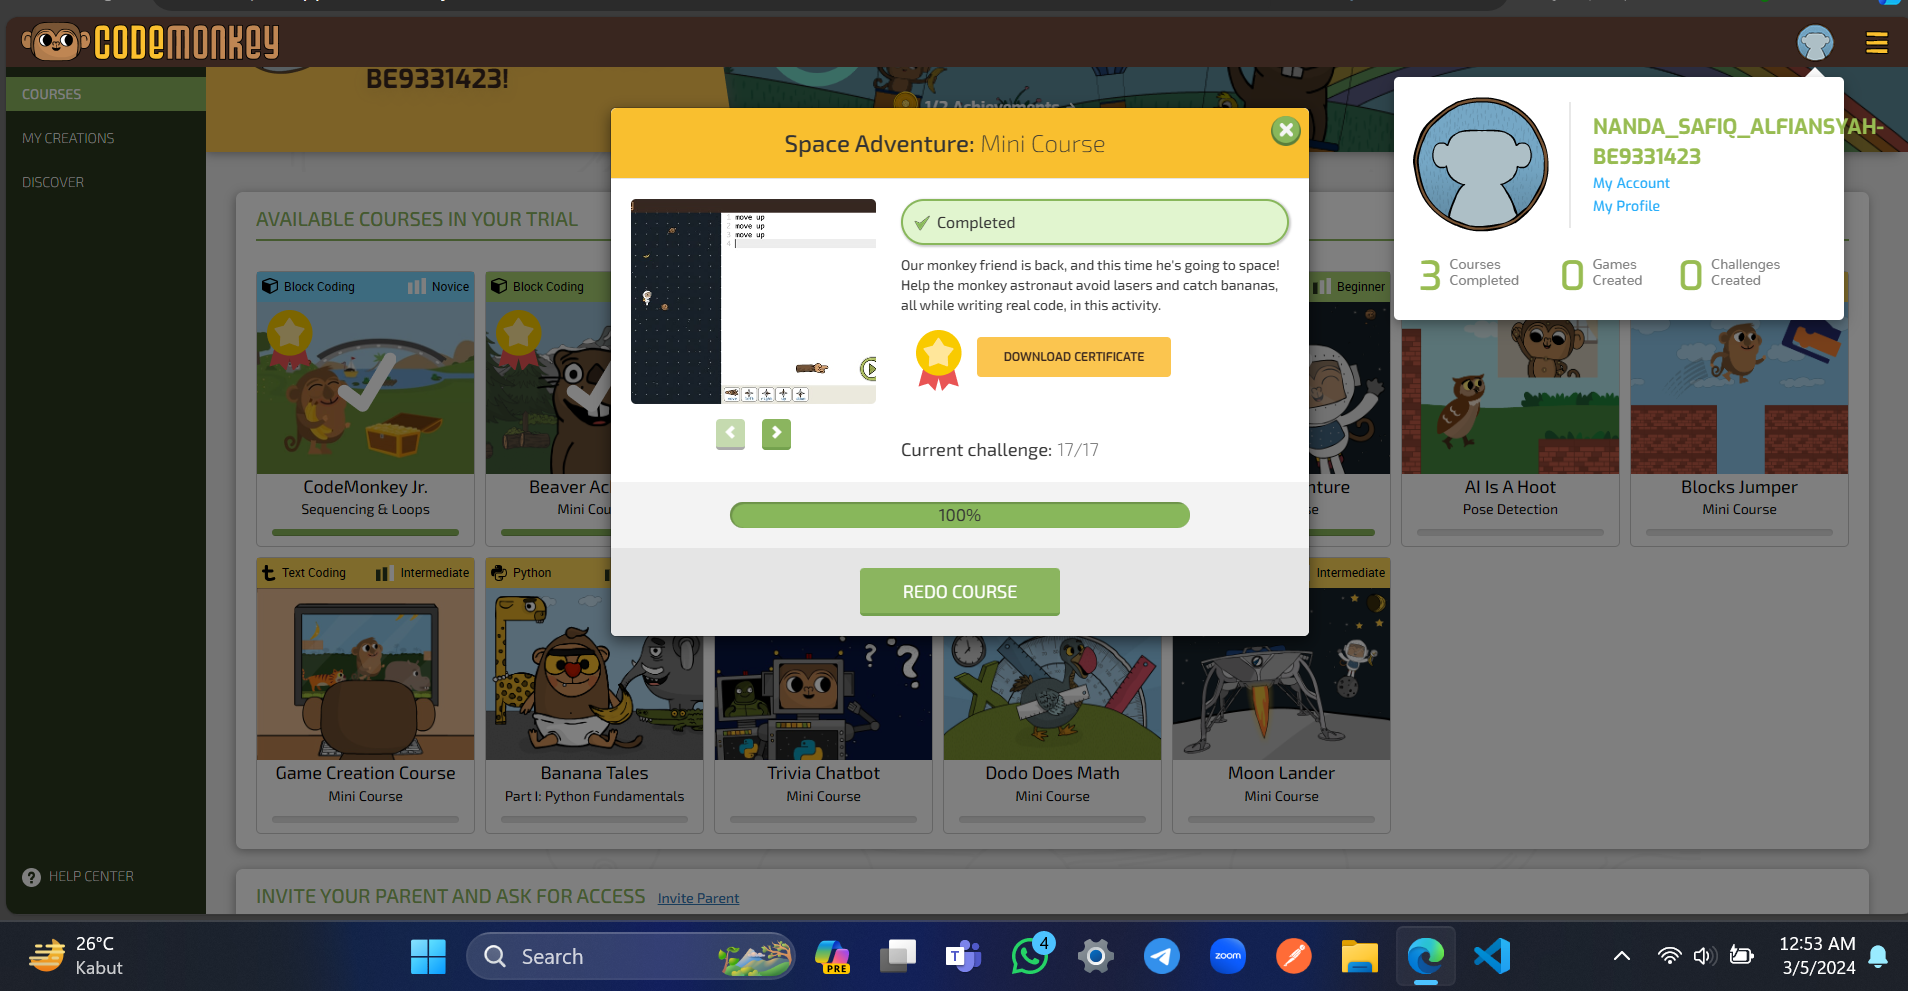 CODEMONKEY
BE9331423!
1/2 Achievements
COURSES
MY CREATIONS
DISCOVER
HELP CENTER
NANDA_SAFIQ_ALFIANSYAH-
BE9331423
My Account
My Profile
3 Courses Completed
0 Games Created
0 Challenges Created
AVAILABLE COURSES IN YOUR TRIAL
Space Adventure: Mini Course
1 move up
2 move up
3 move up
4
Completed
Our monkey friend is back, and this time he's going to space!
Help the monkey astronaut avoid lasers and catch bananas,
all while writing real code, in this activity.
DOWNLOAD CERTIFICATE
Current challenge: 17/17
100%
REDO COURSE
Block Coding Novice
CodeMonkey Jr.
Sequencing & Loops
Block Coding
Beaver Ac
Mini Cou
Beginner
nture
se
AI Is A Hoot
Pose Detection
Blocks Jumper
Mini Course
Text Coding Intermediate
Game Creation Course
Mini Course
Python
Banana Tales
Part I: Python Fundamentals
Trivia Chatbot
Mini Course
Dodo Does Math
Mini Course
Intermediate
Moon Lander
Mini Course
INVITE YOUR PARENT AND ASK FOR ACCESS Invite Parent
26°C
Kabut
Search
PRE
T
4
zoom
12:53 AM
3/5/2024